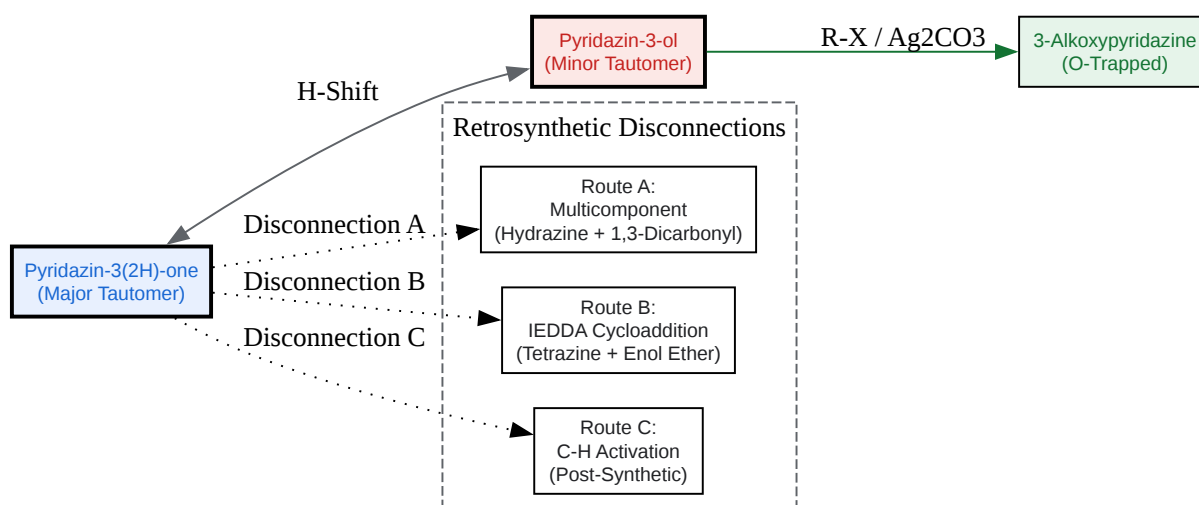 Pyridazin-3-ol
(Minor Tautomer)
R-X / Ag2CO3
3-Alkoxypyridazine
(O-Trapped)
H-Shift
Retrosynthetic Disconnections
Route A:
Multicomponent
(Hydrazine + 1,3-Dicarbonyl)
Disconnection A
Pyridazin-3(2H)-one
(Major Tautomer)
Disconnection B
Route B:
IEDDA Cycloaddition
(Tetrazine + Enol Ether)
Disconnection C
Route C:
C-H Activation
(Post-Synthetic)